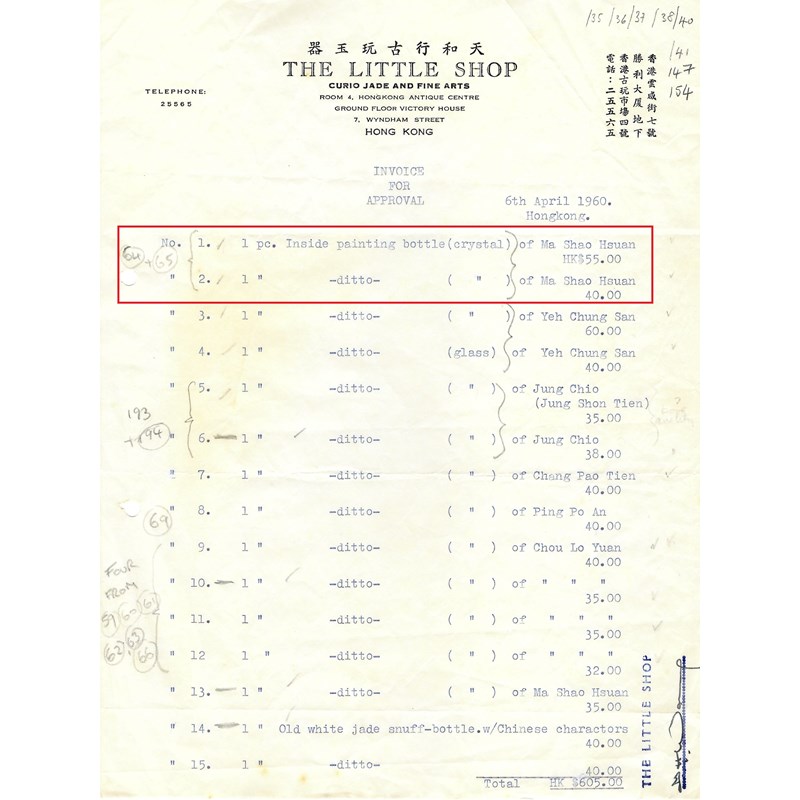 /35 /36/37 /38/40
/41
147
154
天和行古玩玉器
THE LITTLE SHOP
CURIO JADE AND FINE ARTS
ROOM 4, HONGKONG ANTIQUE CENTRE
GROUND FLOOR VICTORY HOUSE
7, WYNDHAM STREET
HONG KONG
TELEPHONE:
25565
香港雲咸街七號
勝利大廈地下
香港古玩市場四號
電話：二五五六五
INVOICE
FOR
APPROVAL
6th April 1960.
Hongkong.
No. 1. 1 pc. Inside painting bottle(crystal) of Ma Shao Hsuan
HK$55.00
64 + 65
" 2. 1 " -ditto- ( " ) of Ma Shao Hsuan
40.00
" 3. 1 " -ditto- ( " ) of Yeh Chung San
60.00
" 4. 1 " -ditto- (glass) of Yeh Chung San
40.00
" 5. 1 " -ditto- ( " ) of Jung Chio
(Jung Shon Tien)
35.00
193
+ 194
" 6. 1 " -ditto- ( " ) of Jung Chio
38.00
" 7. 1 " -ditto- ( " ) of Chang Pao Tien
40.00
" 8. 1 " -ditto- ( " ) of Ping Po An
40.00
69
" 9. 1 " -ditto- ( " ) of Chou Lo Yuan
40.00
FOUR
FROM
59 60 61
62 63
66
" 10. 1 " -ditto- ( " ) of " " "
35.00
" 11. 1 " -ditto- ( " ) of " " "
35.00
" 12 1 " -ditto- ( " ) of " " "
32.00
" 13. 1 " -ditto- ( " ) of Ma Shao Hsuan
35.00
" 14. 1 " Old white jade snuff-bottle.w/Chinese charactors
40.00
" 15. 1 " -ditto- 40.00
Total HK $605.00
THE LITTLE SHOP